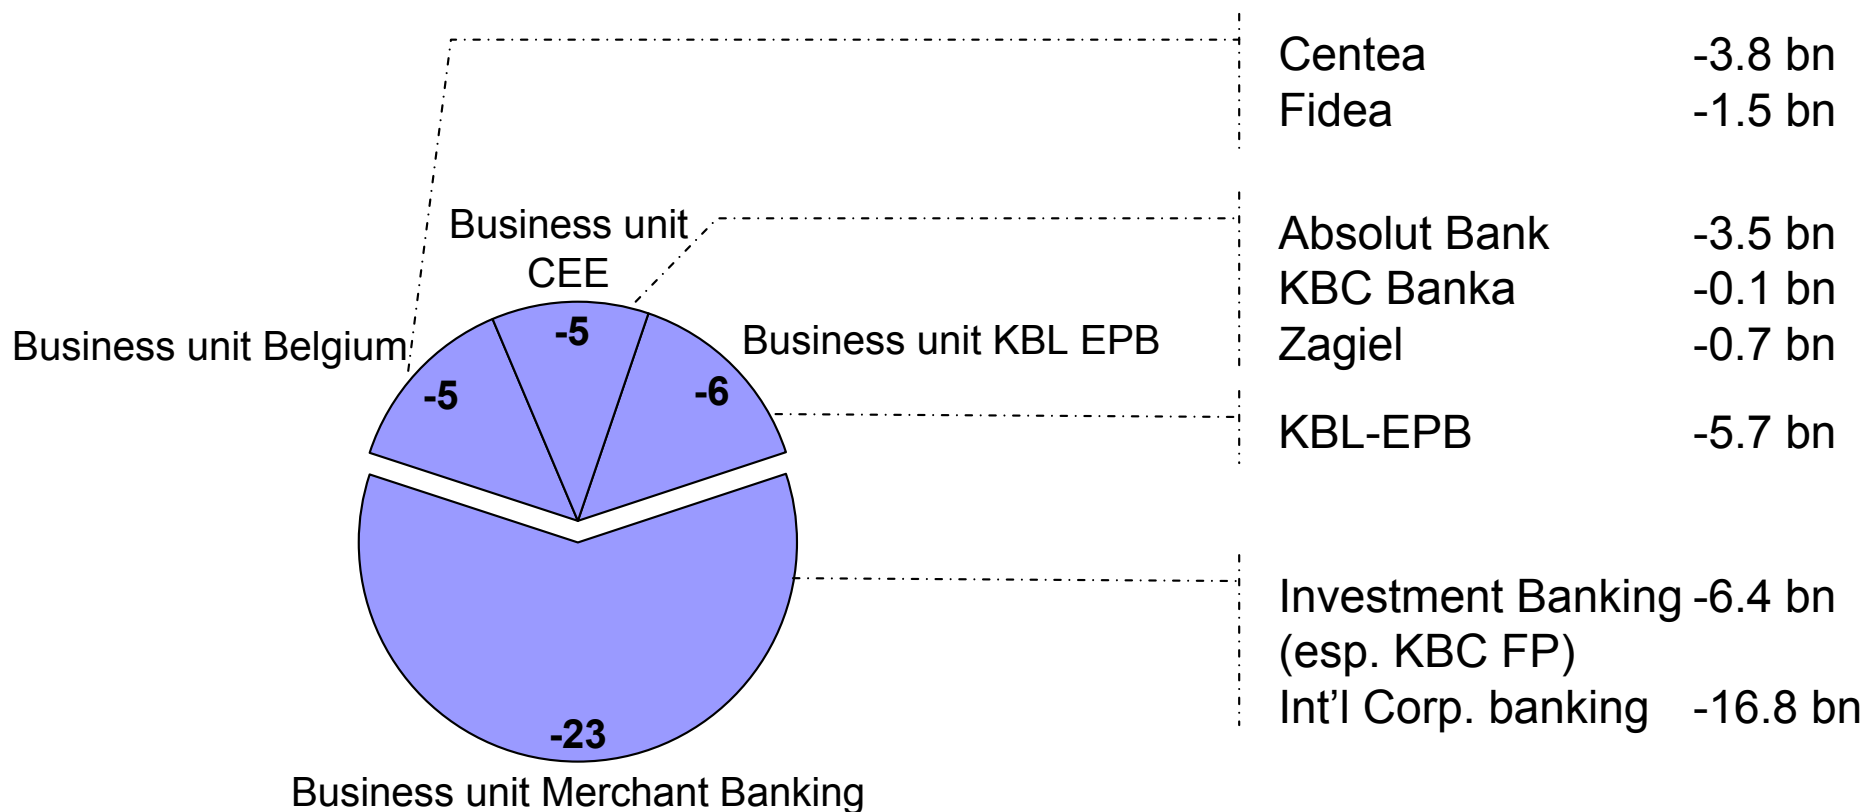 Centea -3.8 bn
Fidea -1.5 bn
Business unit
CEE
Absolut Bank -3.5 bn
KBC Banka -0.1 bn
Zagiel -0.7 bn
Business unit Belgium
-5
Business unit KBL EPB
-5
-6
KBL-EPB -5.7 bn
Investment Banking -6.4 bn
(esp. KBC FP)
Int’l Corp. banking -16.8 bn
-23
Business unit Merchant Banking